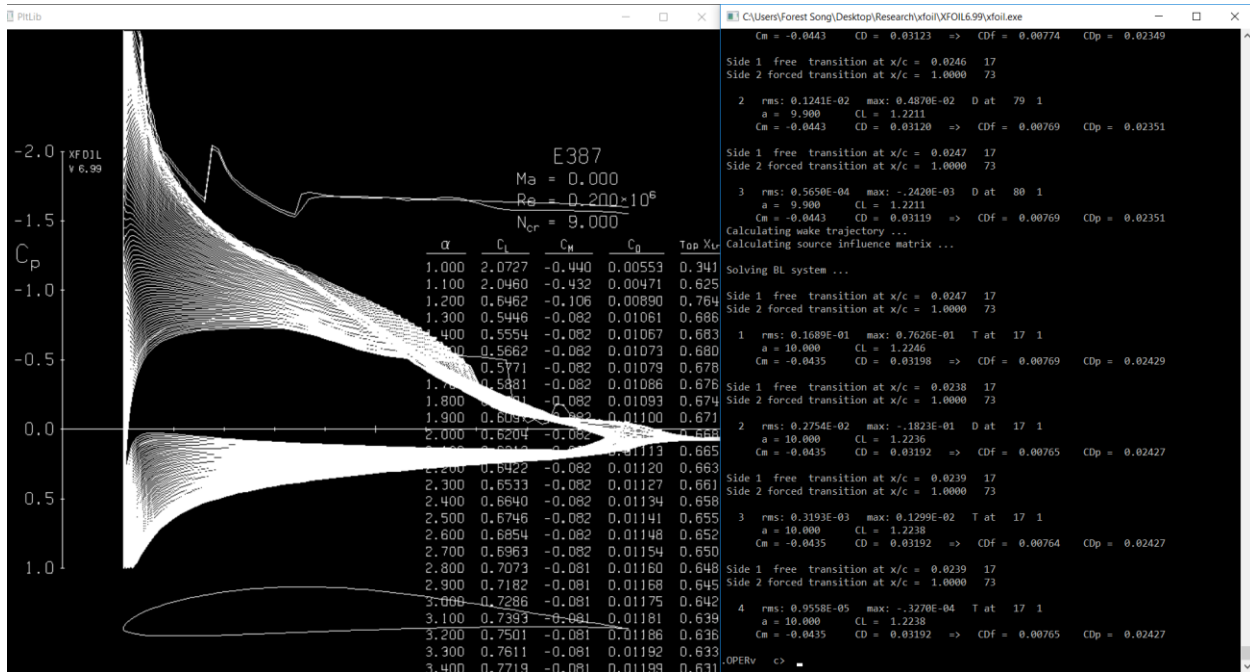 PltLib
-2.0
XFOIL
V 6.99
-1.5
Cp
-1.0
-0.5
0.0
0.5
1.0
E387
Ma = 0.000
Re = 0.200×10⁶
Ncr = 9.000
α CL CM CD Top Xtr
1.000 2.0727 -0.440 0.00553 0.341
1.100 2.0460 -0.432 0.00471 0.625
1.200 0.6462 -0.106 0.00890 0.764
1.300 0.5446 -0.082 0.01061 0.686
.400 0.5554 -0.082 0.01067 0.683
0.5662 -0.082 0.01073 0.680
-0.082 0.01079 0.678
0.5881 -0.082 0.01086 0.676
1.800 -0.082 0.01093 0.674
1.900 0.01100 0.671
2.000 0.6204 -0.082
0.665
0.6422 -0.082 0.01120 0.663
2.300 0.6533 -0.082 0.01127 0.661
2.400 0.6640 -0.082 0.01134 0.658
2.500 0.6746 -0.082 0.01141 0.655
2.600 0.6854 -0.082 0.01148 0.652
2.700 0.6963 -0.082 0.01154 0.650
2.800 0.7073 -0.081 0.01160 0.648
2.900 0.7182 -0.081 0.01168 0.645
3.000 0.7286 -0.081 0.01175 0.642
3.100 0.7393 -0.081 0.01181 0.639
3.200 0.7501 -0.081 0.01186 0.636
3.300 0.7611 -0.081 0.01192 0.633
3.400 0.7719 -0.081 0.01199 0.631
C:\Users\Forest Song\Desktop\Research\xfoil\XFOIL6.99\xfoil.exe
Cm = -0.0443 CD = 0.03123 => CDf = 0.00774 CDp = 0.02349
Side 1 free transition at x/c = 0.0246 17
Side 2 forced transition at x/c = 1.0000 73
2 rms: 0.1241E-02 max: 0.4870E-02 D at 79 1
a = 9.900 CL = 1.2211
Cm = -0.0443 CD = 0.03120 => CDf = 0.00769 CDp = 0.02351
Side 1 free transition at x/c = 0.0247 17
Side 2 forced transition at x/c = 1.0000 73
3 rms: 0.5650E-04 max: -.2420E-03 D at 80 1
a = 9.900 CL = 1.2211
Cm = -0.0443 CD = 0.03119 => CDf = 0.00769 CDp = 0.02351
Calculating wake trajectory ...
Calculating source influence matrix ...
Solving BL system ...
Side 1 free transition at x/c = 0.0247 17
Side 2 forced transition at x/c = 1.0000 73
1 rms: 0.1689E-01 max: 0.7626E-01 T at 17 1
a = 10.000 CL = 1.2246
Cm = -0.0435 CD = 0.03198 => CDf = 0.00769 CDp = 0.02429
Side 1 free transition at x/c = 0.0238 17
Side 2 forced transition at x/c = 1.0000 73
2 rms: 0.2754E-02 max: -.1823E-01 D at 17 1
a = 10.000 CL = 1.2236
Cm = -0.0435 CD = 0.03192 => CDf = 0.00765 CDp = 0.02427
Side 1 free transition at x/c = 0.0239 17
Side 2 forced transition at x/c = 1.0000 73
3 rms: 0.3193E-03 max: 0.1299E-02 T at 17 1
a = 10.000 CL = 1.2238
Cm = -0.0435 CD = 0.03192 => CDf = 0.00764 CDp = 0.02427
Side 1 free transition at x/c = 0.0239 17
Side 2 forced transition at x/c = 1.0000 73
4 rms: 0.9558E-05 max: -.3270E-04 T at 17 1
a = 10.000 CL = 1.2238
Cm = -0.0435 CD = 0.03192 => CDf = 0.00765 CDp = 0.02427
.OPERv c>